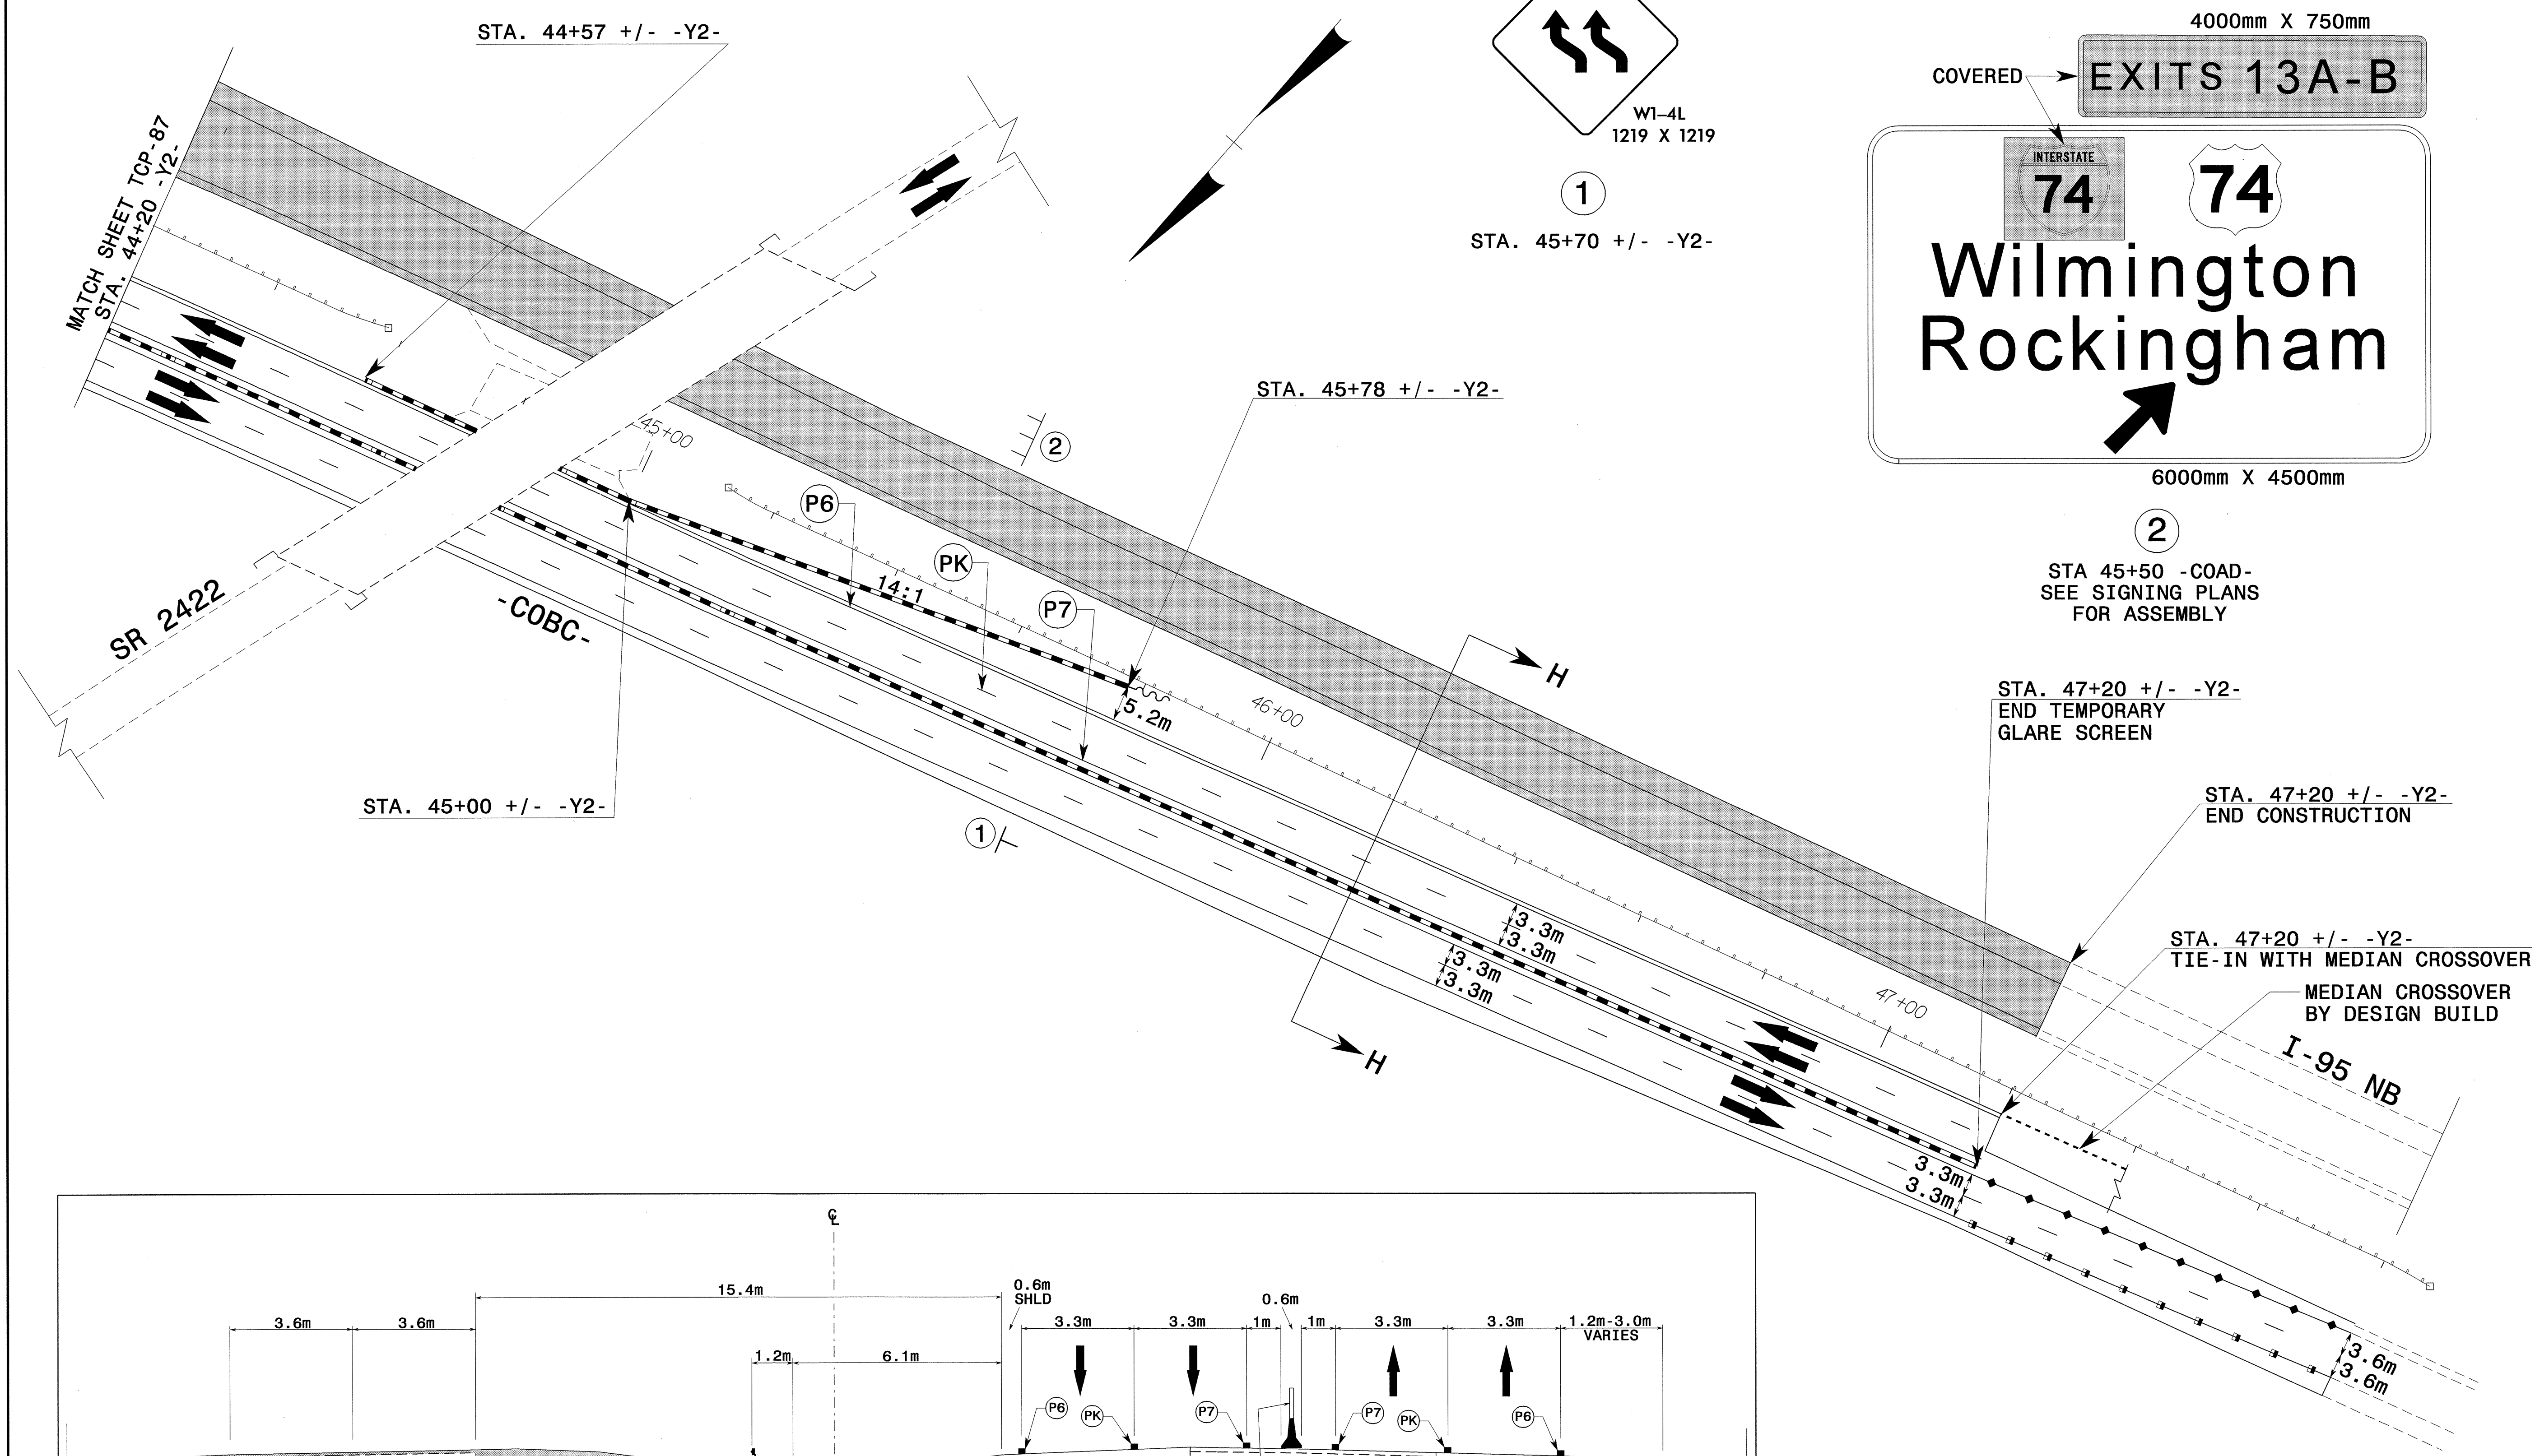 STA. 44+57 +/- -Y2-
MATCH SHEET TCP-87
STA. 44+20 -Y2-
W1-4L
1219 X 1219
1
STA. 45+70 +/- -Y2-
4000mm X 750mm
COVERED
EXITS 13A-B
INTERSTATE
74
74
Wilmington
Rockingham
6000mm X 4500mm
2
STA 45+50 -COAD-
SEE SIGNING PLANS
FOR ASSEMBLY
STA. 45+78 +/- -Y2-
2
45+00
P6
PK
14:1
P7
5.2m
SR 2422
-COBC-
46+00
H
STA. 47+20 +/- -Y2-
END TEMPORARY
GLARE SCREEN
STA. 45+00 +/- -Y2-
1
STA. 47+20 +/- -Y2-
END CONSTRUCTION
3.3m
3.3m
3.3m
3.3m
47+00
STA. 47+20 +/- -Y2-
TIE-IN WITH MEDIAN CROSSOVER
MEDIAN CROSSOVER
BY DESIGN BUILD
I-95 NB
H
3.3m
3.3m
3.6m
3.6m
CL
15.4m
0.6m
SHLD
0.6m
3.6m
3.6m
3.3m
3.3m
1m
1m
3.3m
3.3m
1.2m-3.0m
VARIES
1.2m
6.1m
P6
PK
P7
P7
PK
P6